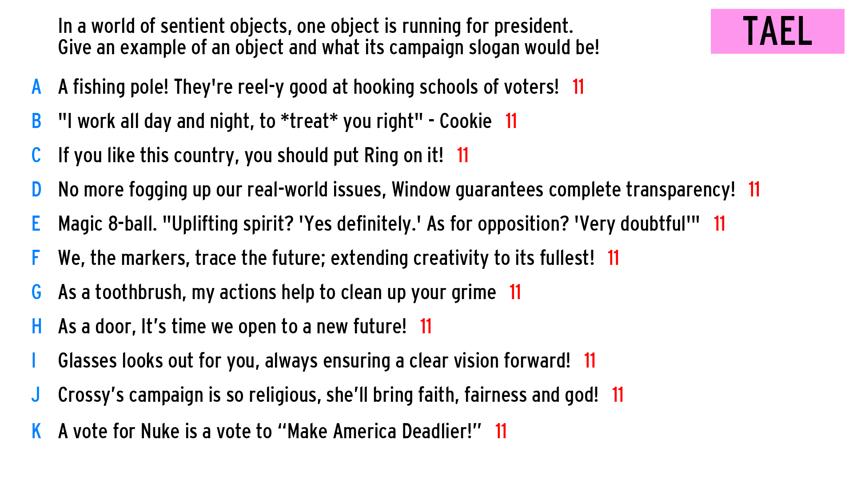 In a world of sentient objects, one object is running for president.
Give an example of an object and what its campaign slogan would be!
TAEL
A A fishing pole! They're reel-y good at hooking schools of voters! 11
B "I work all day and night, to *treat* you right" - Cookie 11
C If you like this country, you should put Ring on it! 11
D No more fogging up our real-world issues, Window guarantees complete transparency! 11
E Magic 8-ball. "Uplifting spirit? 'Yes definitely.' As for opposition? 'Very doubtful'" 11
F We, the markers, trace the future; extending creativity to its fullest! 11
G As a toothbrush, my actions help to clean up your grime 11
H As a door, It’s time we open to a new future! 11
I Glasses looks out for you, always ensuring a clear vision forward! 11
J Crossy’s campaign is so religious, she’ll bring faith, fairness and god! 11
K A vote for Nuke is a vote to “Make America Deadlier!” 11